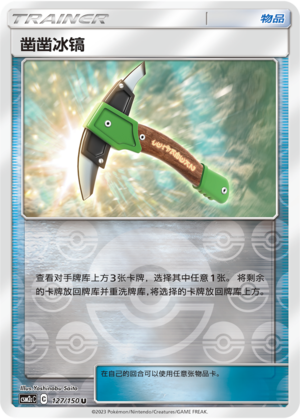 TRAINER
物品
凿凿冰镐
查看对手牌库上方3张卡牌，选择其中任意1张。将剩余
的卡牌放回牌库并重洗牌库，将选择的卡牌放回牌库上方。
Illus. Yoshinobu Saito
CSM2cC G 127/150 U
在自己的回合可以使用任意张物品卡。
©2023 Pokémon/Nintendo/Creatures/GAME FREAK.